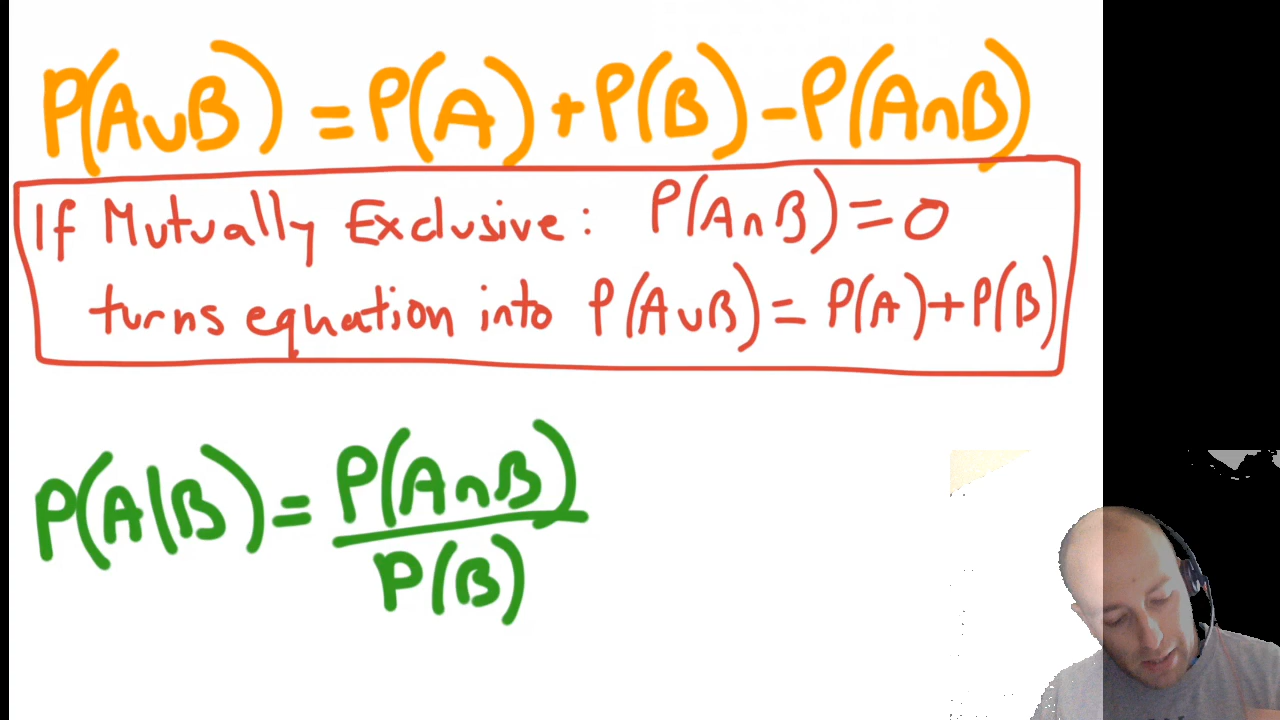 P(A∪B) = P(A) + P(B) - P(A∩B)
If Mutually Exclusive: P(A∩B) = 0
turns equation into P(A∪B) = P(A) + P(B)
P(A|B) = P(A∩B)
P(B)